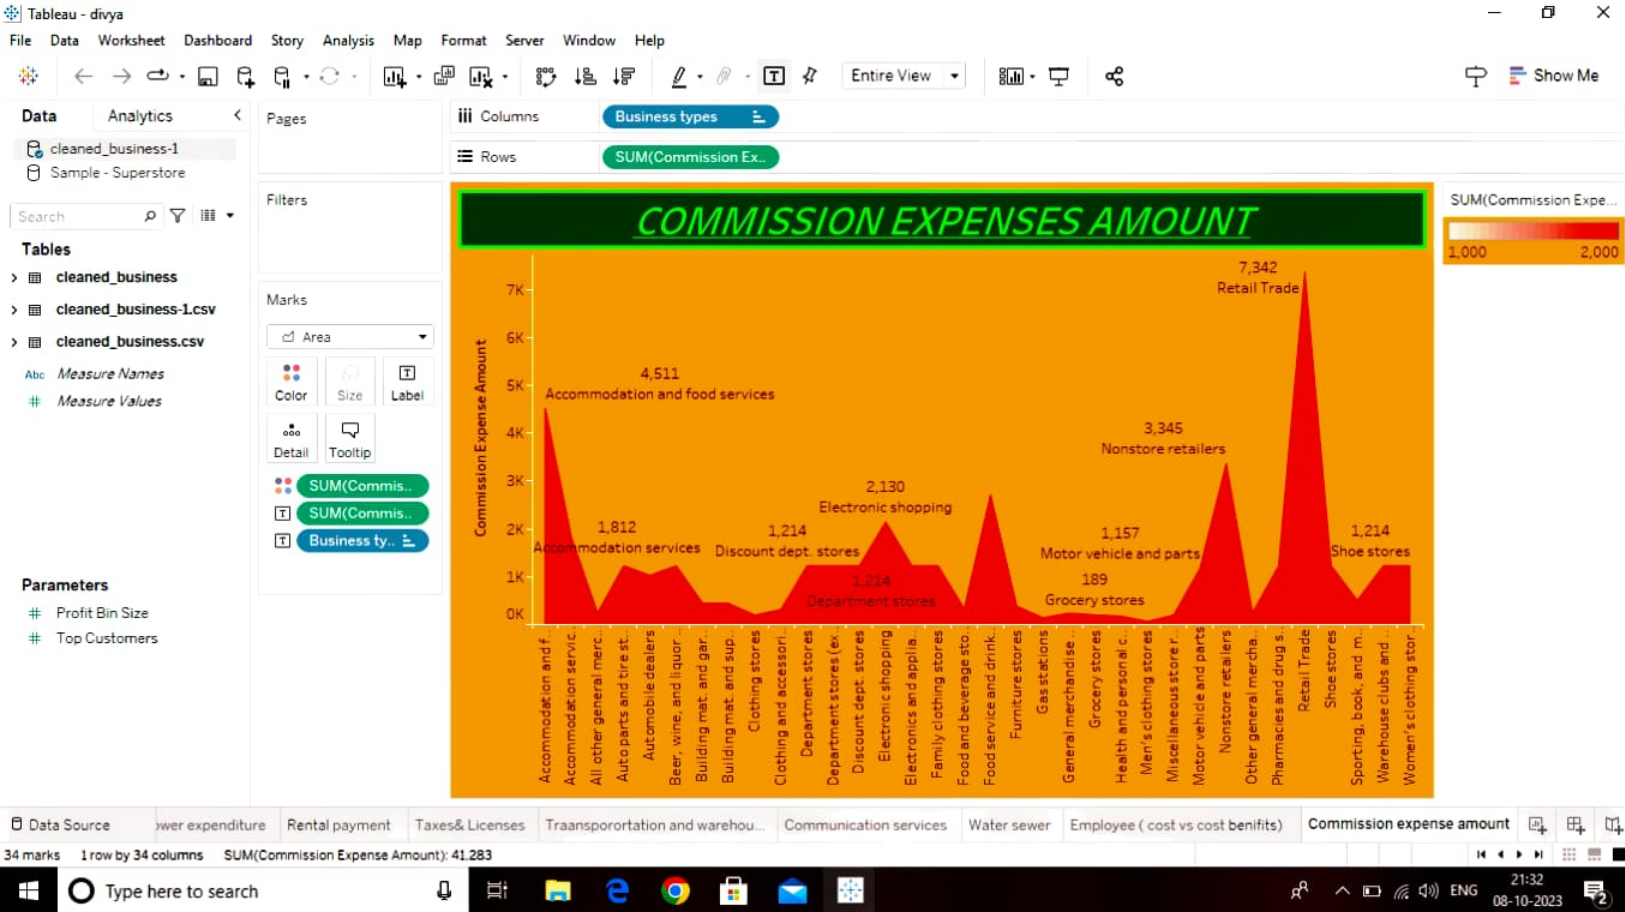 Tableau - divya
File Data Worksheet Dashboard Story Analysis Map Format Server Window Help
Entire View
Show Me
Data Analytics
cleaned_business-1
Sample - Superstore
Search
Tables
cleaned_business
cleaned_business-1.csv
cleaned_business.csv
Abc Measure Names
# Measure Values
Parameters
# Profit Bin Size
# Top Customers
Pages
Filters
Marks
Area
Color Size Label
Detail Tooltip
SUM(Commis..
SUM(Commis..
Business ty..
Columns Business types
Rows SUM(Commission Ex..
COMMISSION EXPENSES AMOUNT
SUM(Commission Expe...
1,000 2,000
Commission Expense Amount
7K
6K
5K
4K
3K
2K
1K
0K
7,342
Retail Trade
4,511
Accommodation and food services
3,345
Nonstore retailers
2,130
Electronic shopping
1,812
Accommodation services
1,214
Discount dept. stores
1,157
Motor vehicle and parts
1,214
Shoe stores
1,214
Department stores
189
Grocery stores
Accommodation and f..
Accommodation servic..
All other general merc..
Auto parts and tire st..
Automobile dealers
Beer, wine, and liquor ..
Building mat. and gar..
Building mat. and sup..
Clothing stores
Clothing and accessori..
Department stores
Department stores (ex..
Discount dept. stores
Electronic shopping
Electronics and applia..
Family clothing stores
Food and beverage sto..
Food service and drink..
Furniture stores
Gas stations
General merchandise ..
Grocery stores
Health and personal c..
Men's clothing stores
Miscellaneous store r..
Motor vehicle and parts
Nonstore retailers
Other general mercha..
Pharmacies and drug s..
Retail Trade
Shoe stores
Sporting, book, and m..
Warehouse clubs and ..
Women's clothing stor..
Data Source ower expenditure Rental payment Taxes& Licenses Traansporortation and warehou... Communication services Water sewer Employee ( cost vs cost benifits) Commission expense amount
34 marks 1 row by 34 columns SUM(Commission Expense Amount): 41,283
Type here to search
ENG
21:32
08-10-2023
2